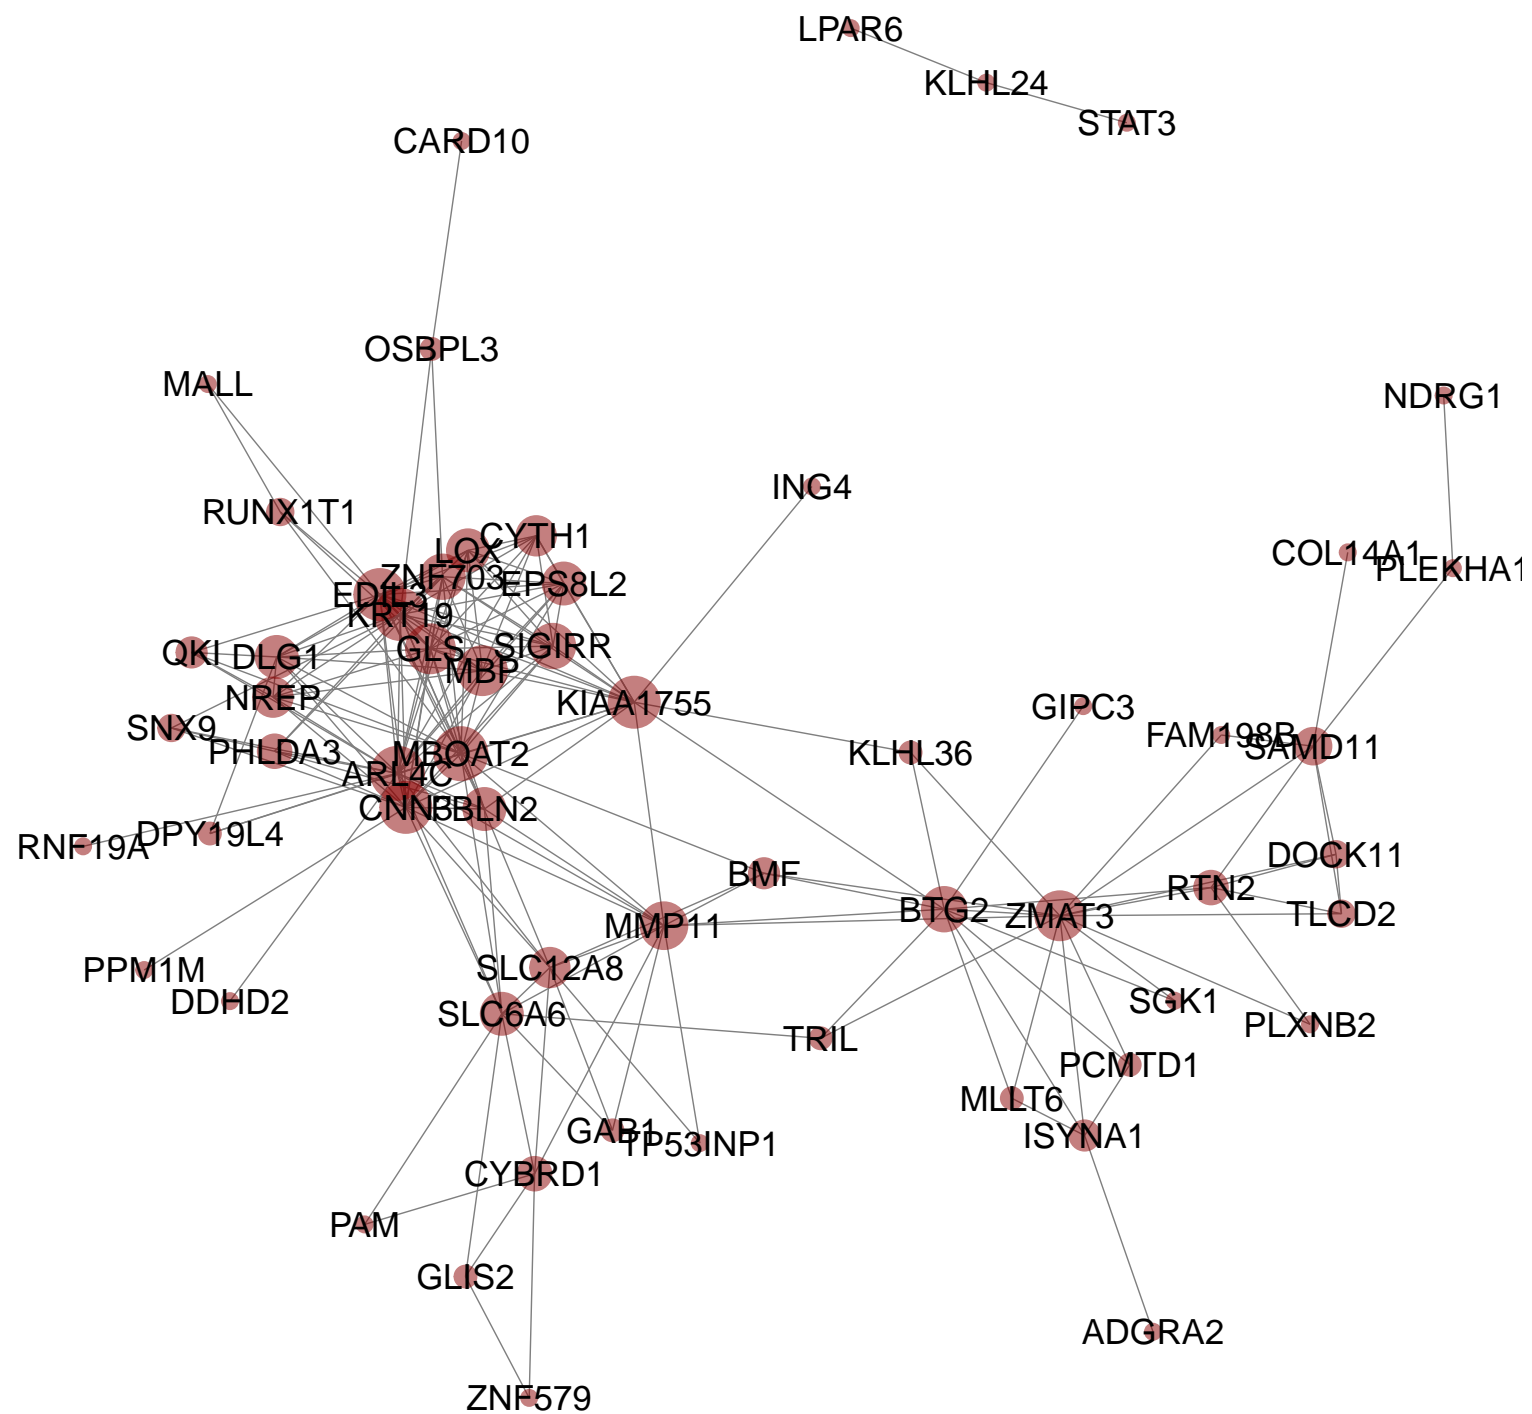 LPAR6
KLHL24
STAT3
CARD10
OSBPL3
MALL
NDRG1
ING4
RUNX1T1
CYTH1
LOX
COL14A1
PLEKHA1
ZNF703
EPS8L2
EDIL3
KRT19
GLS
SIGIRR
QKI
DLG1
MBP
NREP
KIAA1755
GIPC3
SNX9
FAM198B
SAMD11
PHLDA3
MBOAT2
KLHL36
ARL4C
CNN3
FBLN2
RNF19A
DPY19L4
DOCK11
BMF
RTN2
BTG2
ZMAT3
TLCD2
MMP11
PPM1M
SLC12A8
DDHD2
SLC6A6
SGK1
PLXNB2
TRIL
PCMTD1
MLLT6
GAB1
TP53INP1
ISYNA1
CYBRD1
PAM
GLIS2
ADGRA2
ZNF579